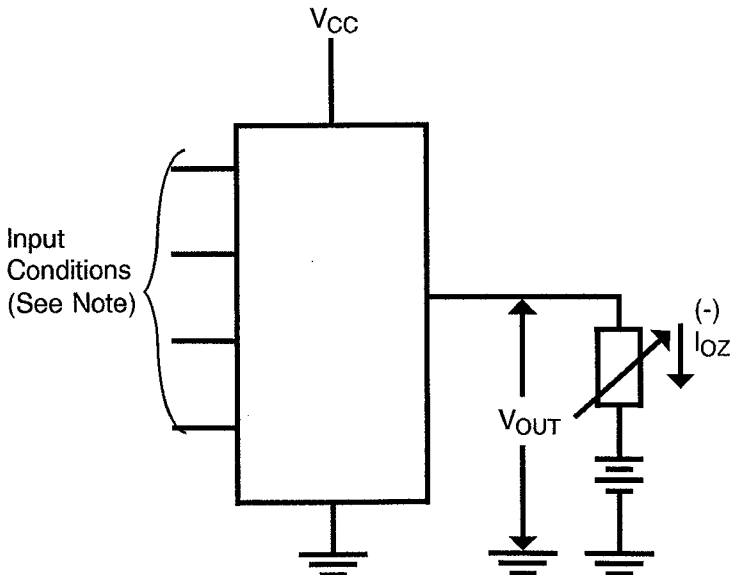 VCC
Input
Conditions
(See Note)
(-)
IOZ
VOUT